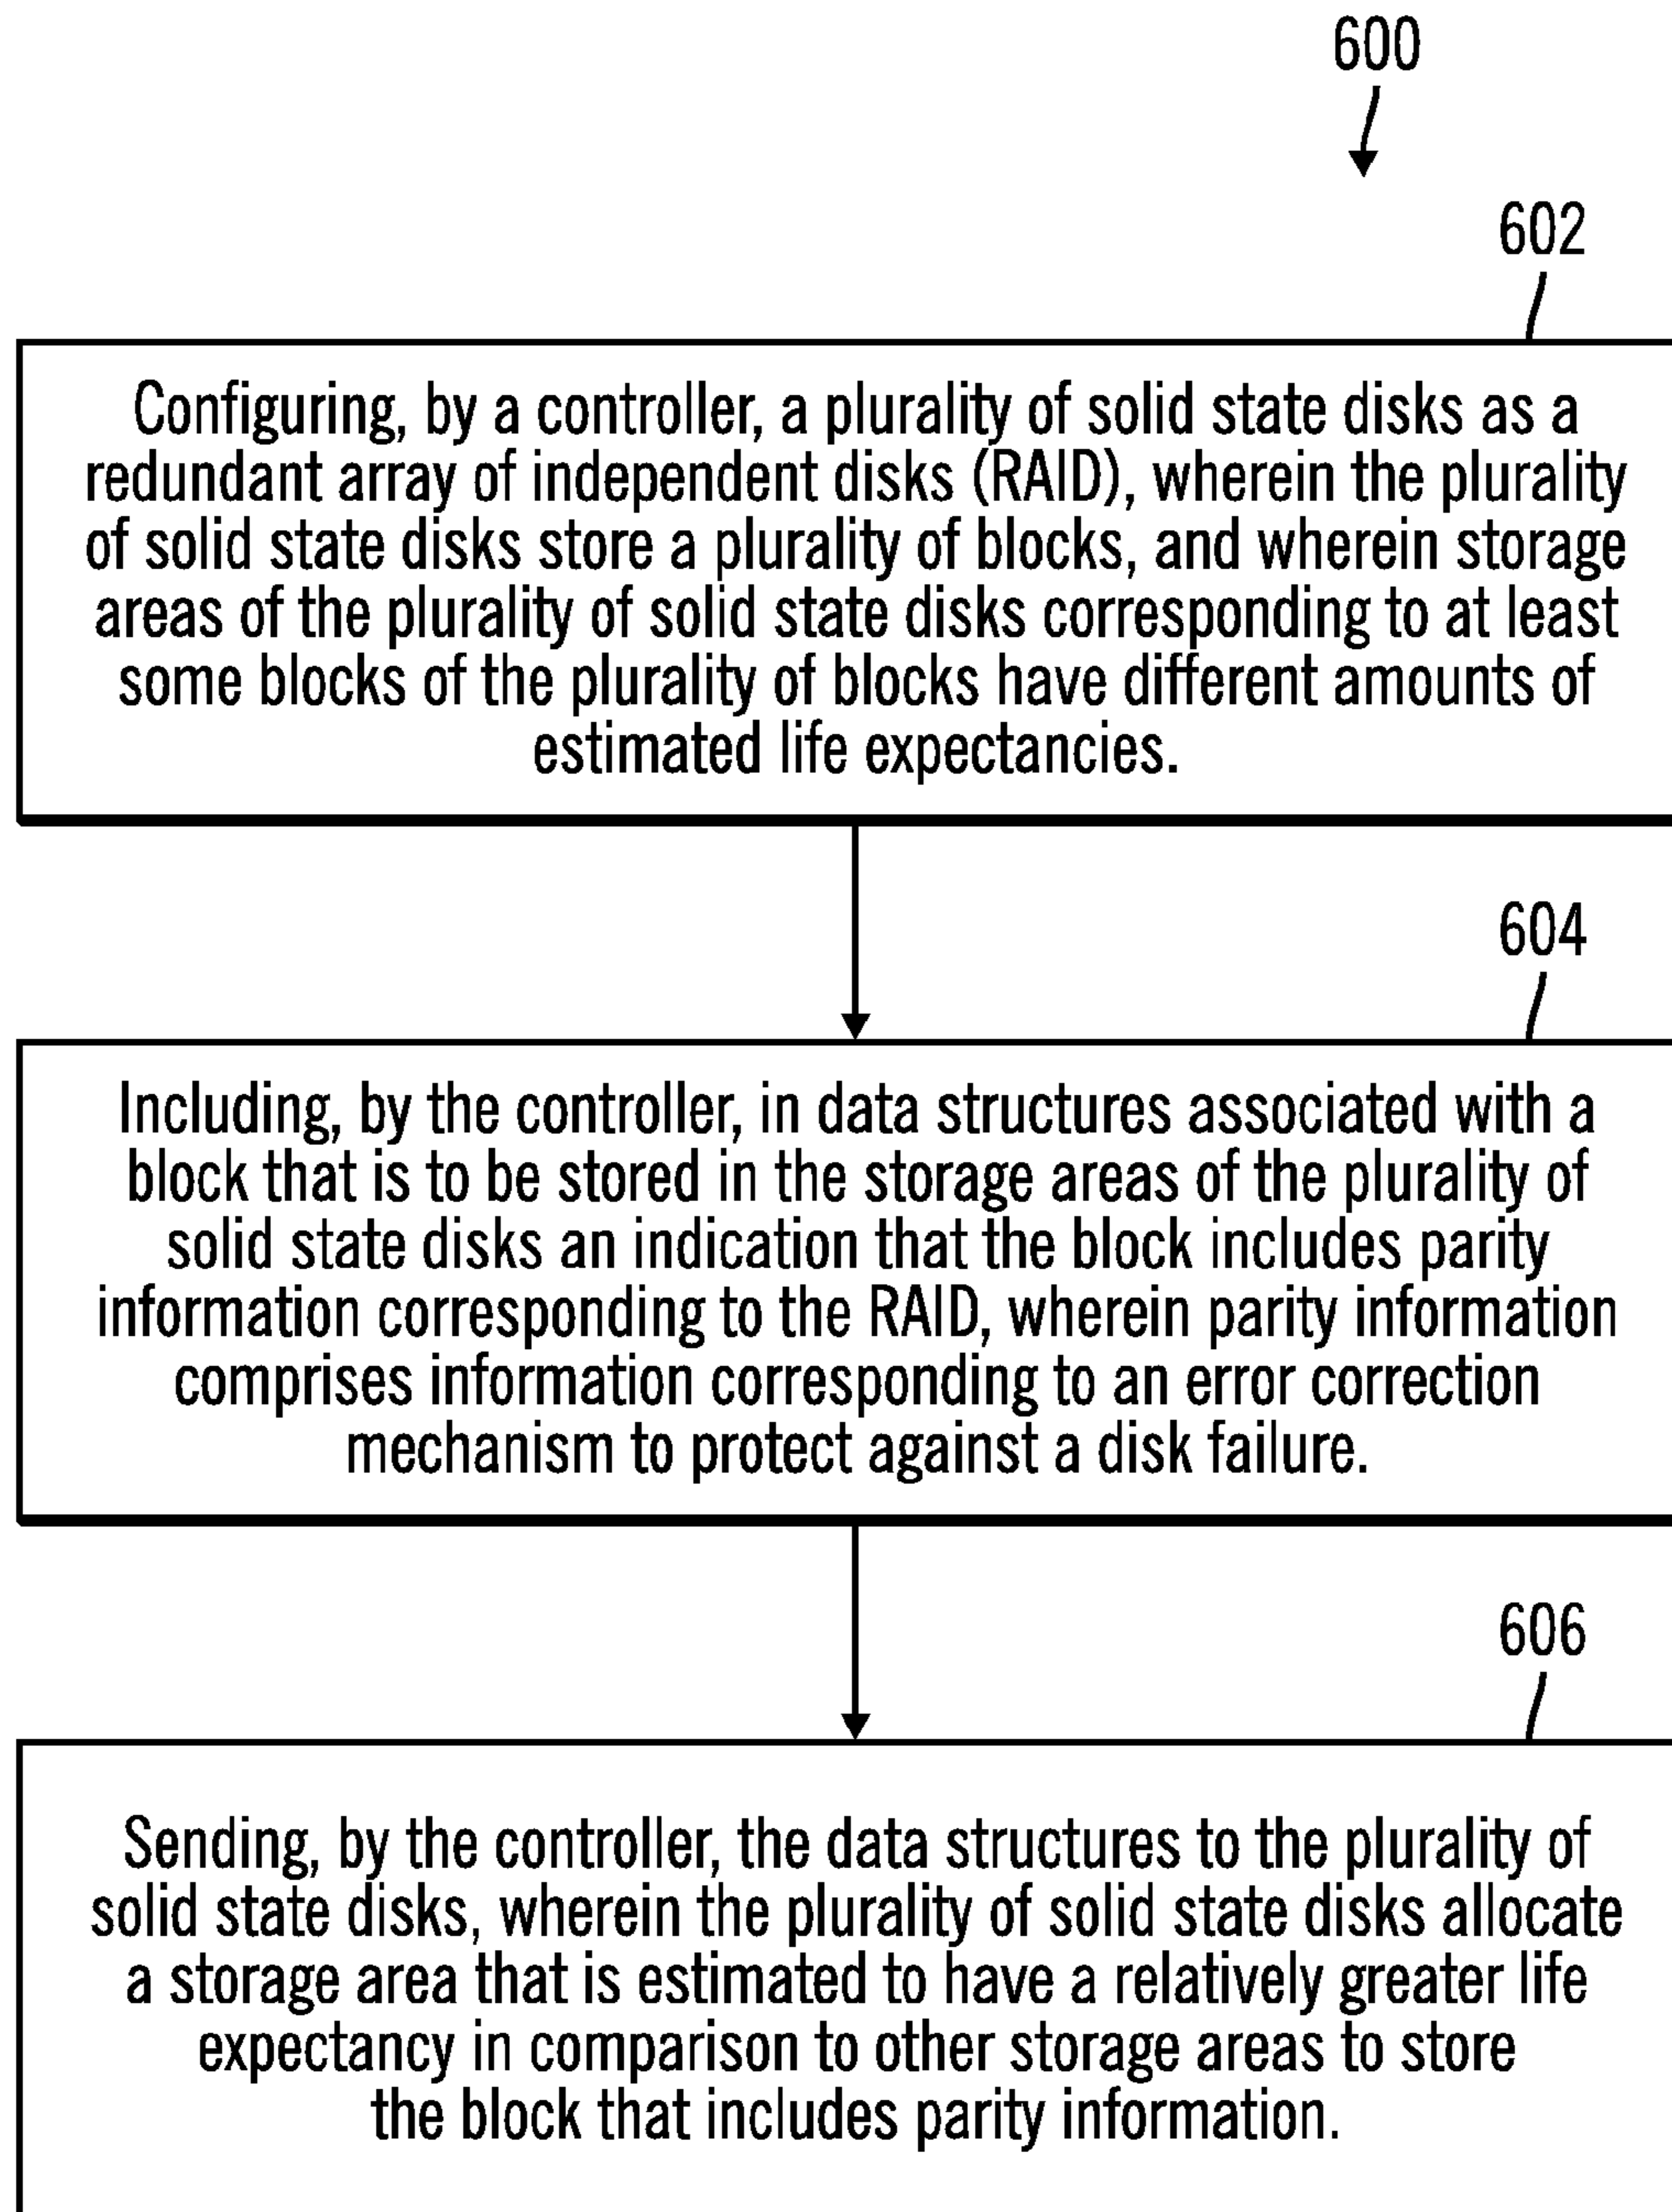 600
602
Configuring, by a controller, a plurality of solid state disks as a
redundant array of independent disks (RAID), wherein the plurality
of solid state disks store a plurality of blocks, and wherein storage
areas of the plurality of solid state disks corresponding to at least
some blocks of the plurality of blocks have different amounts of
estimated life expectancies.
604
Including, by the controller, in data structures associated with a
block that is to be stored in the storage areas of the plurality of
solid state disks an indication that the block includes parity
information corresponding to the RAID, wherein parity information
comprises information corresponding to an error correction
mechanism to protect against a disk failure.
606
Sending, by the controller, the data structures to the plurality of
solid state disks, wherein the plurality of solid state disks allocate
a storage area that is estimated to have a relatively greater life
expectancy in comparison to other storage areas to store
the block that includes parity information.